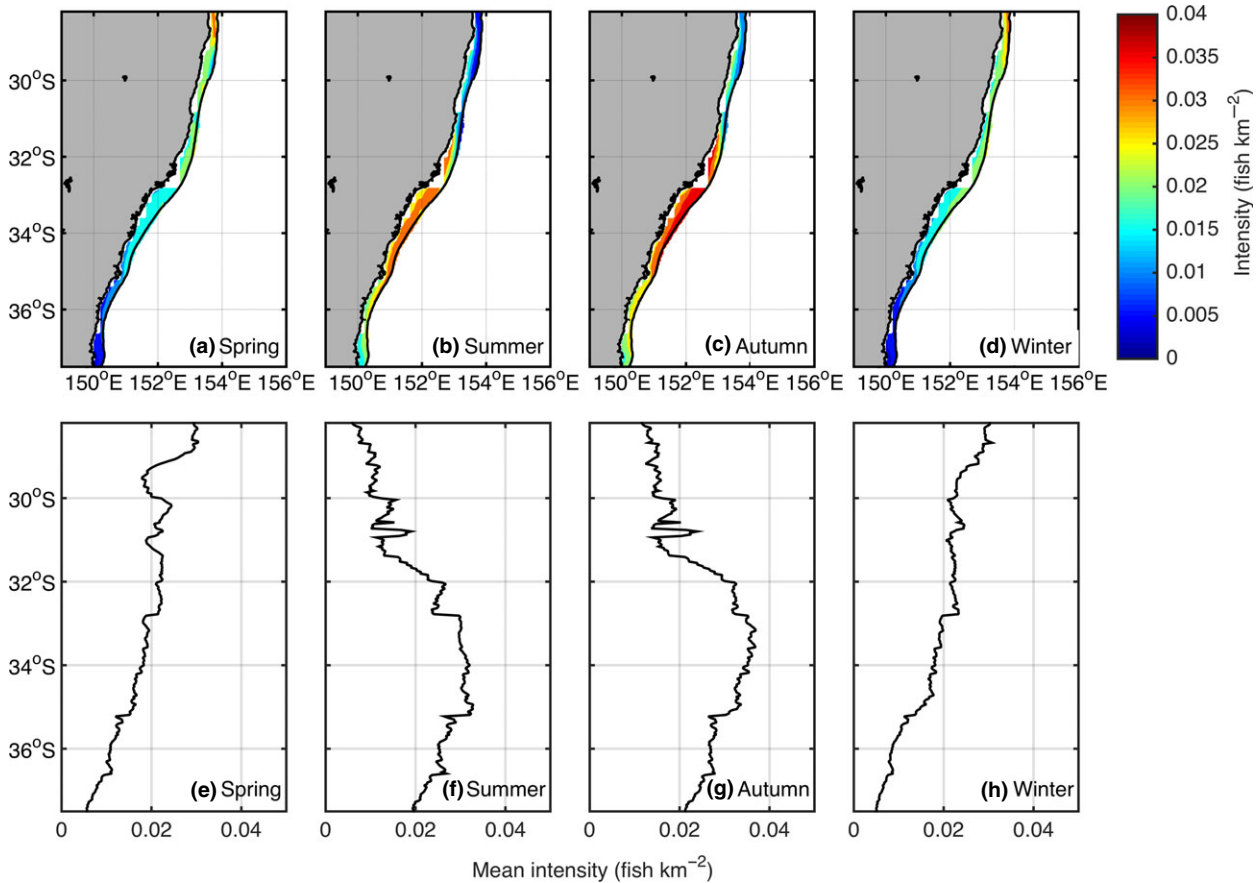 30°S
32°S
34°S
36°S
(a) Spring
(b) Summer
(c) Autumn
(d) Winter
150°E 152°E 154°E 156°E
150°E 152°E 154°E 156°E
150°E 152°E 154°E 156°E
150°E 152°E 154°E 156°E
0.04
0.035
0.03
0.025
0.02
0.015
0.01
0.005
0
Intensity (fish km⁻²)
30°S
32°S
34°S
36°S
(e) Spring
(f) Summer
(g) Autumn
(h) Winter
0 0.02 0.04
0 0.02 0.04
0 0.02 0.04
0 0.02 0.04
Mean intensity (fish km⁻²)